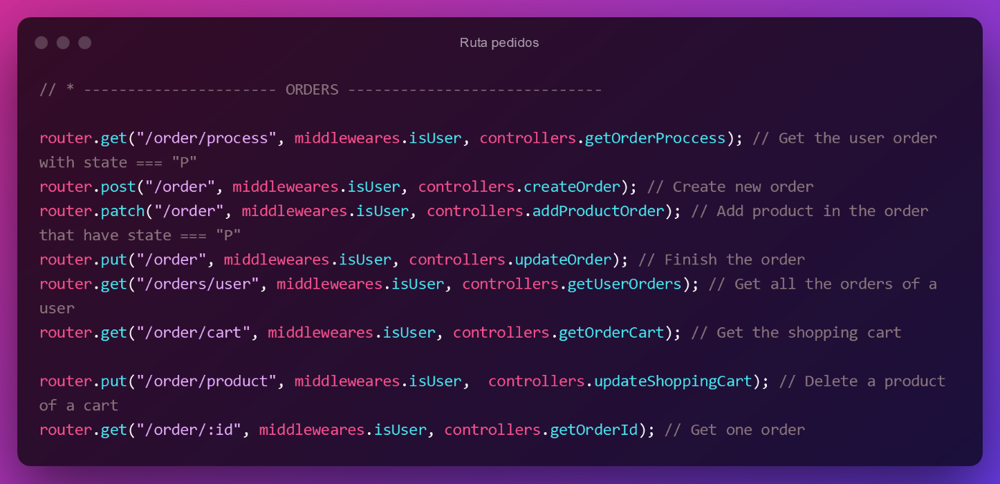 Ruta pedidos
// * ---------------------- ORDERS -----------------------------
router.get("/order/process", middleweares.isUser, controllers.getOrderProccess); // Get the user order
with state === "P"
router.post("/order", middleweares.isUser, controllers.createOrder); // Create new order
router.patch("/order", middleweares.isUser, controllers.addProductOrder); // Add product in the order
that have state === "P"
router.put("/order", middleweares.isUser, controllers.updateOrder); // Finish the order
router.get("/orders/user", middleweares.isUser, controllers.getUserOrders); // Get all the orders of a
user
router.get("/order/cart", middleweares.isUser, controllers.getOrderCart); // Get the shopping cart
router.put("/order/product", middleweares.isUser,  controllers.updateShoppingCart); // Delete a product
of a cart
router.get("/order/:id", middleweares.isUser, controllers.getOrderId); // Get one order